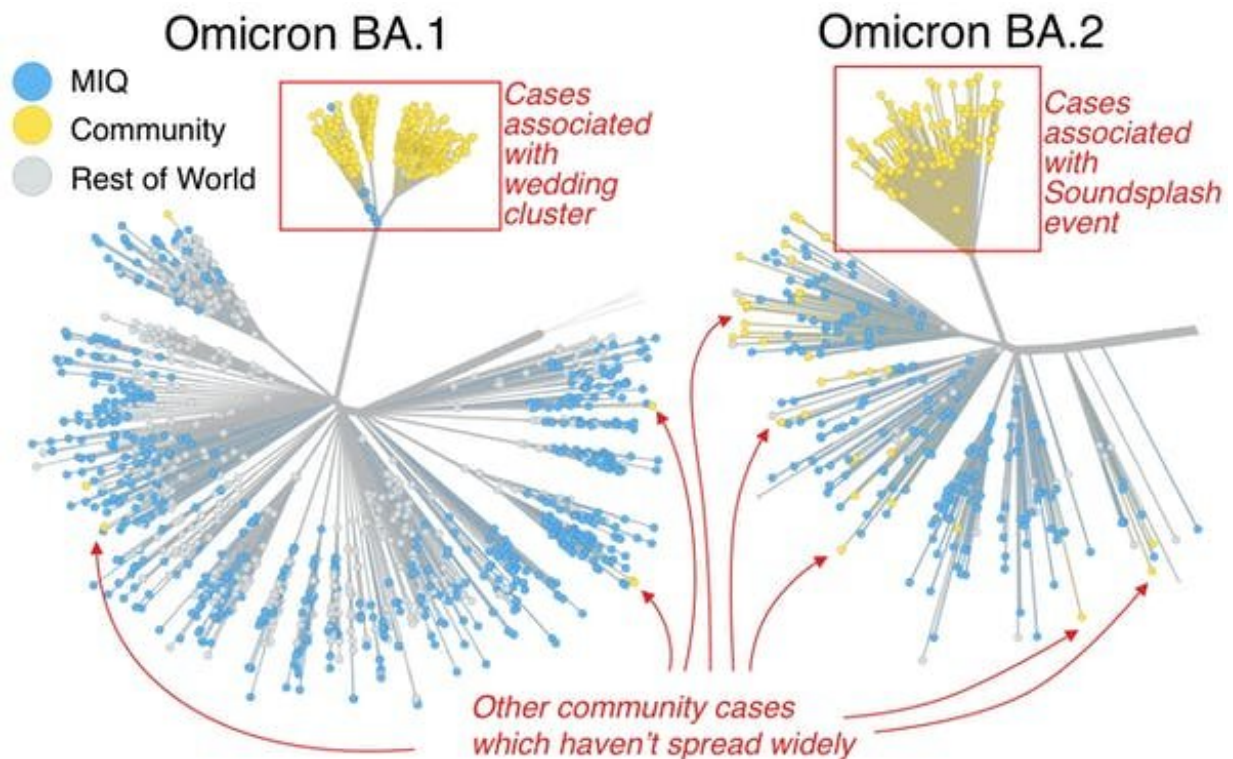 Omicron BA.1
Omicron BA.2
MIQ
Community
Rest of World
Cases
associated
with
wedding
cluster
Cases
associated
with
Soundsplash
event
Other community cases
which haven't spread widely